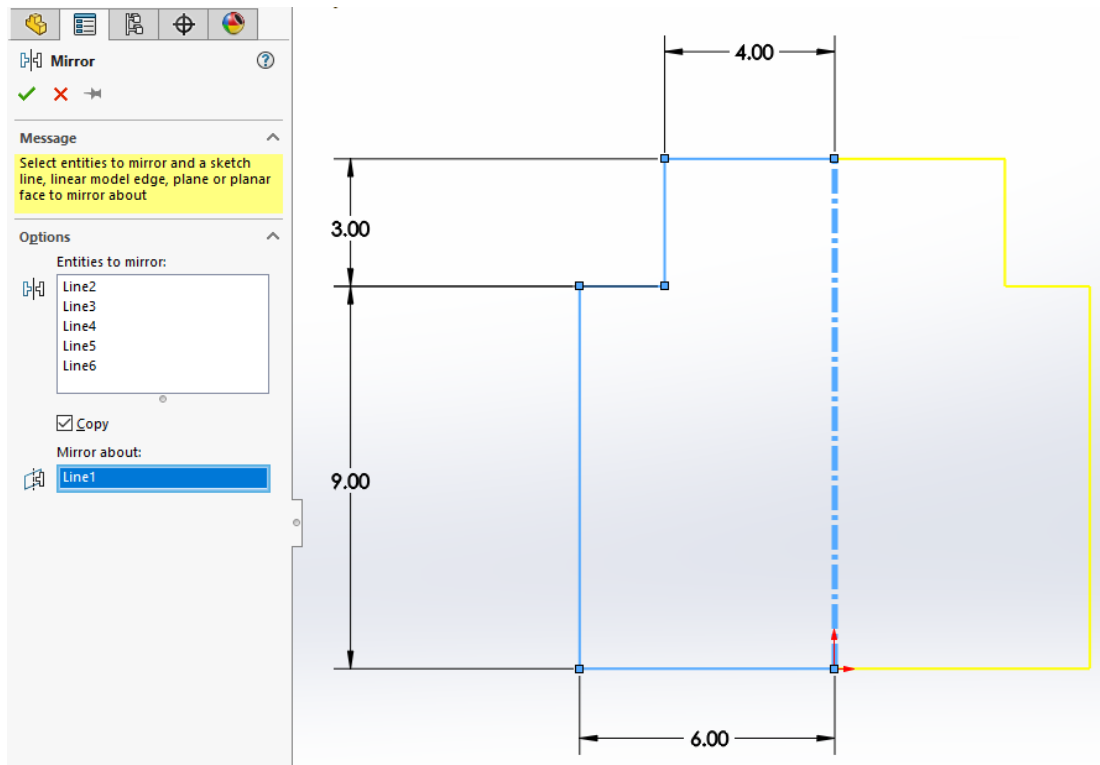 Mirror
Message
Select entities to mirror and a sketch
line, linear model edge, plane or planar
face to mirror about
Options
Entities to mirror:
Line2
Line3
Line4
Line5
Line6
Copy
Mirror about:
Line1
4.00
3.00
9.00
6.00